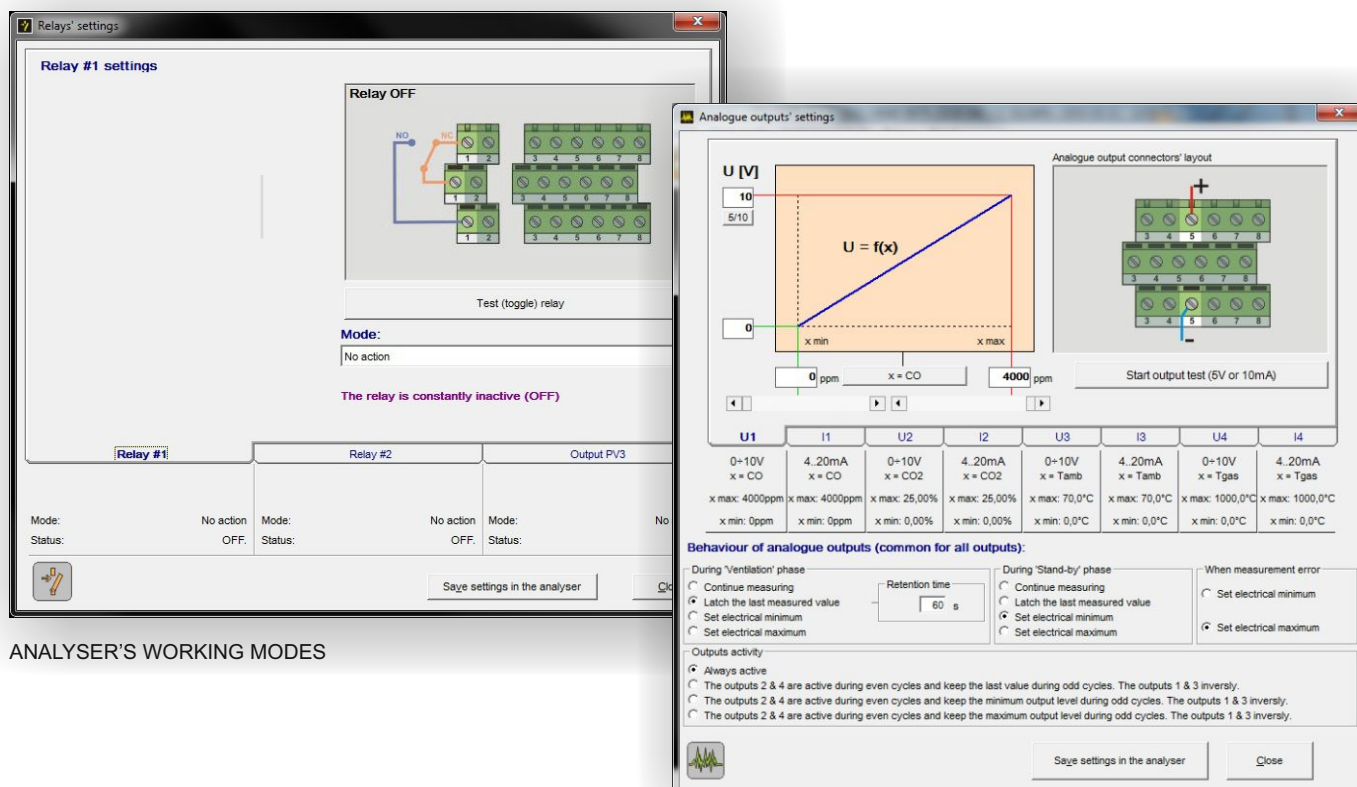 Relays' settings
Relay #1 settings
Relay OFF
NO NC
1 2 3 4 5 6 7 8
1 2 3 4 5 6 7 8
1 2 3 4 5 6 7 8
Test (toggle) relay
Mode:
No action
The relay is constantly inactive (OFF)
Relay #1 Relay #2 Output PV3
Mode: No action Mode: No action Mode: No
Status: OFF. Status: OFF. Status:
Save settings in the analyser
ANALYSER'S WORKING MODES
Analogue outputs' settings
U [V]
10
5/10
U = f(x)
0
x min x max
0 ppm x = CO 4000 ppm
Analogue output connectors' layout
+
3 4 5 6 7 8
3 4 5 6 7 8
3 4 5 6 7 8
-
Start output test (5V or 10mA)
U1 I1 U2 I2 U3 I3 U4 I4
0÷10V 4..20mA 0÷10V 4..20mA 0÷10V 4..20mA 0÷10V 4..20mA
x = CO x = CO x = CO2 x = CO2 x = Tamb x = Tamb x = Tgas x = Tgas
x max: 4000ppm x max: 4000ppm x max: 25,00% x max: 25,00% x max: 70,0°C x max: 70,0°C x max: 1000,0°C x max: 1000,0°C
x min: 0ppm x min: 0ppm x min: 0,00% x min: 0,00% x min: 0,0°C x min: 0,0°C x min: 0,0°C x min: 0,0°C
Behaviour of analogue outputs (common for all outputs):
During 'Ventilation' phase
Continue measuring
Latch the last measured value
Set electrical minimum
Set electrical maximum
Retention time
60 s
During 'Stand-by' phase
Continue measuring
Latch the last measured value
Set electrical minimum
Set electrical maximum
When measurement error
Set electrical minimum
Set electrical maximum
Outputs activity
Always active
The outputs 2 & 4 are active during even cycles and keep the last value during odd cycles. The outputs 1 & 3 inversly.
The outputs 2 & 4 are active during even cycles and keep the minimum output level during odd cycles. The outputs 1 & 3 inversly.
The outputs 2 & 4 are active during even cycles and keep the maximum output level during odd cycles. The outputs 1 & 3 inversly.
Save settings in the analyser
Close